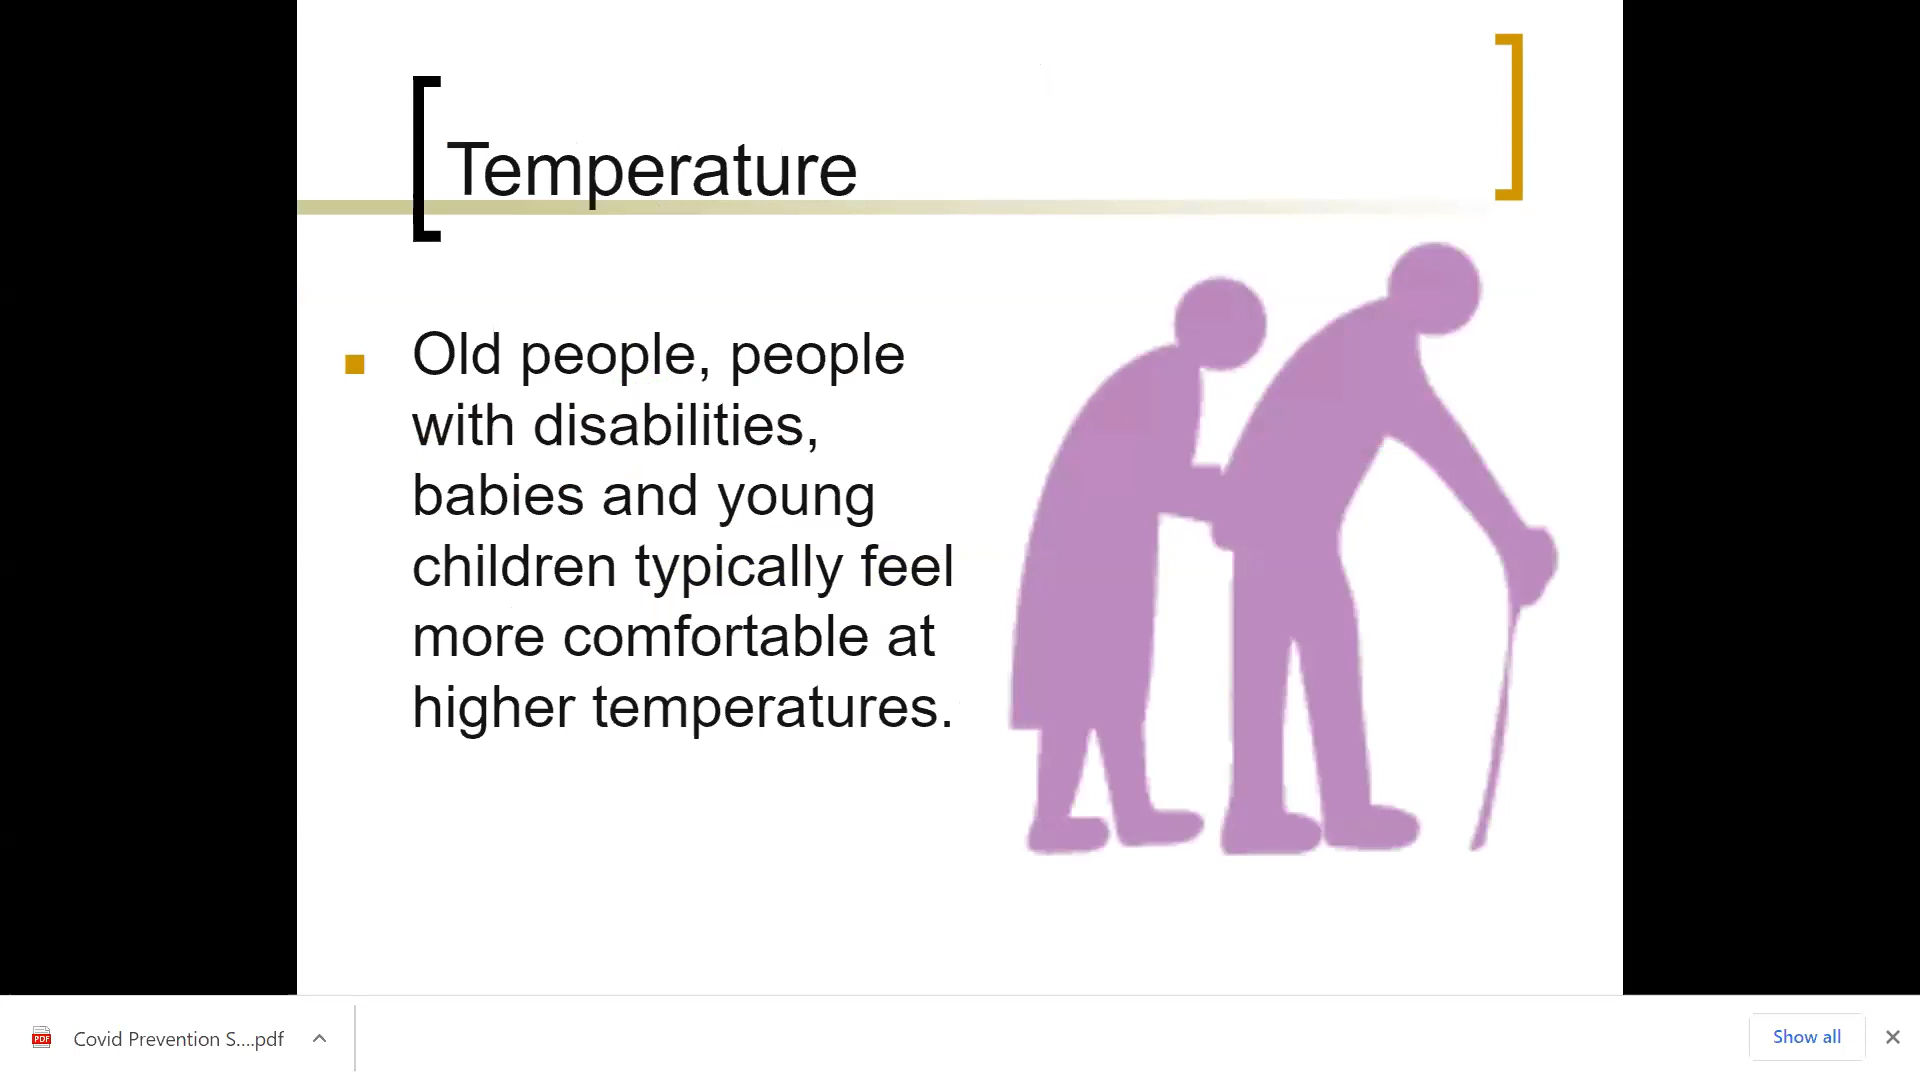 Temperature
Old people, people
with disabilities,
babies and young
children typically feel
more comfortable at
higher temperatures.
PDF
Covid Prevention S....pdf
Show all